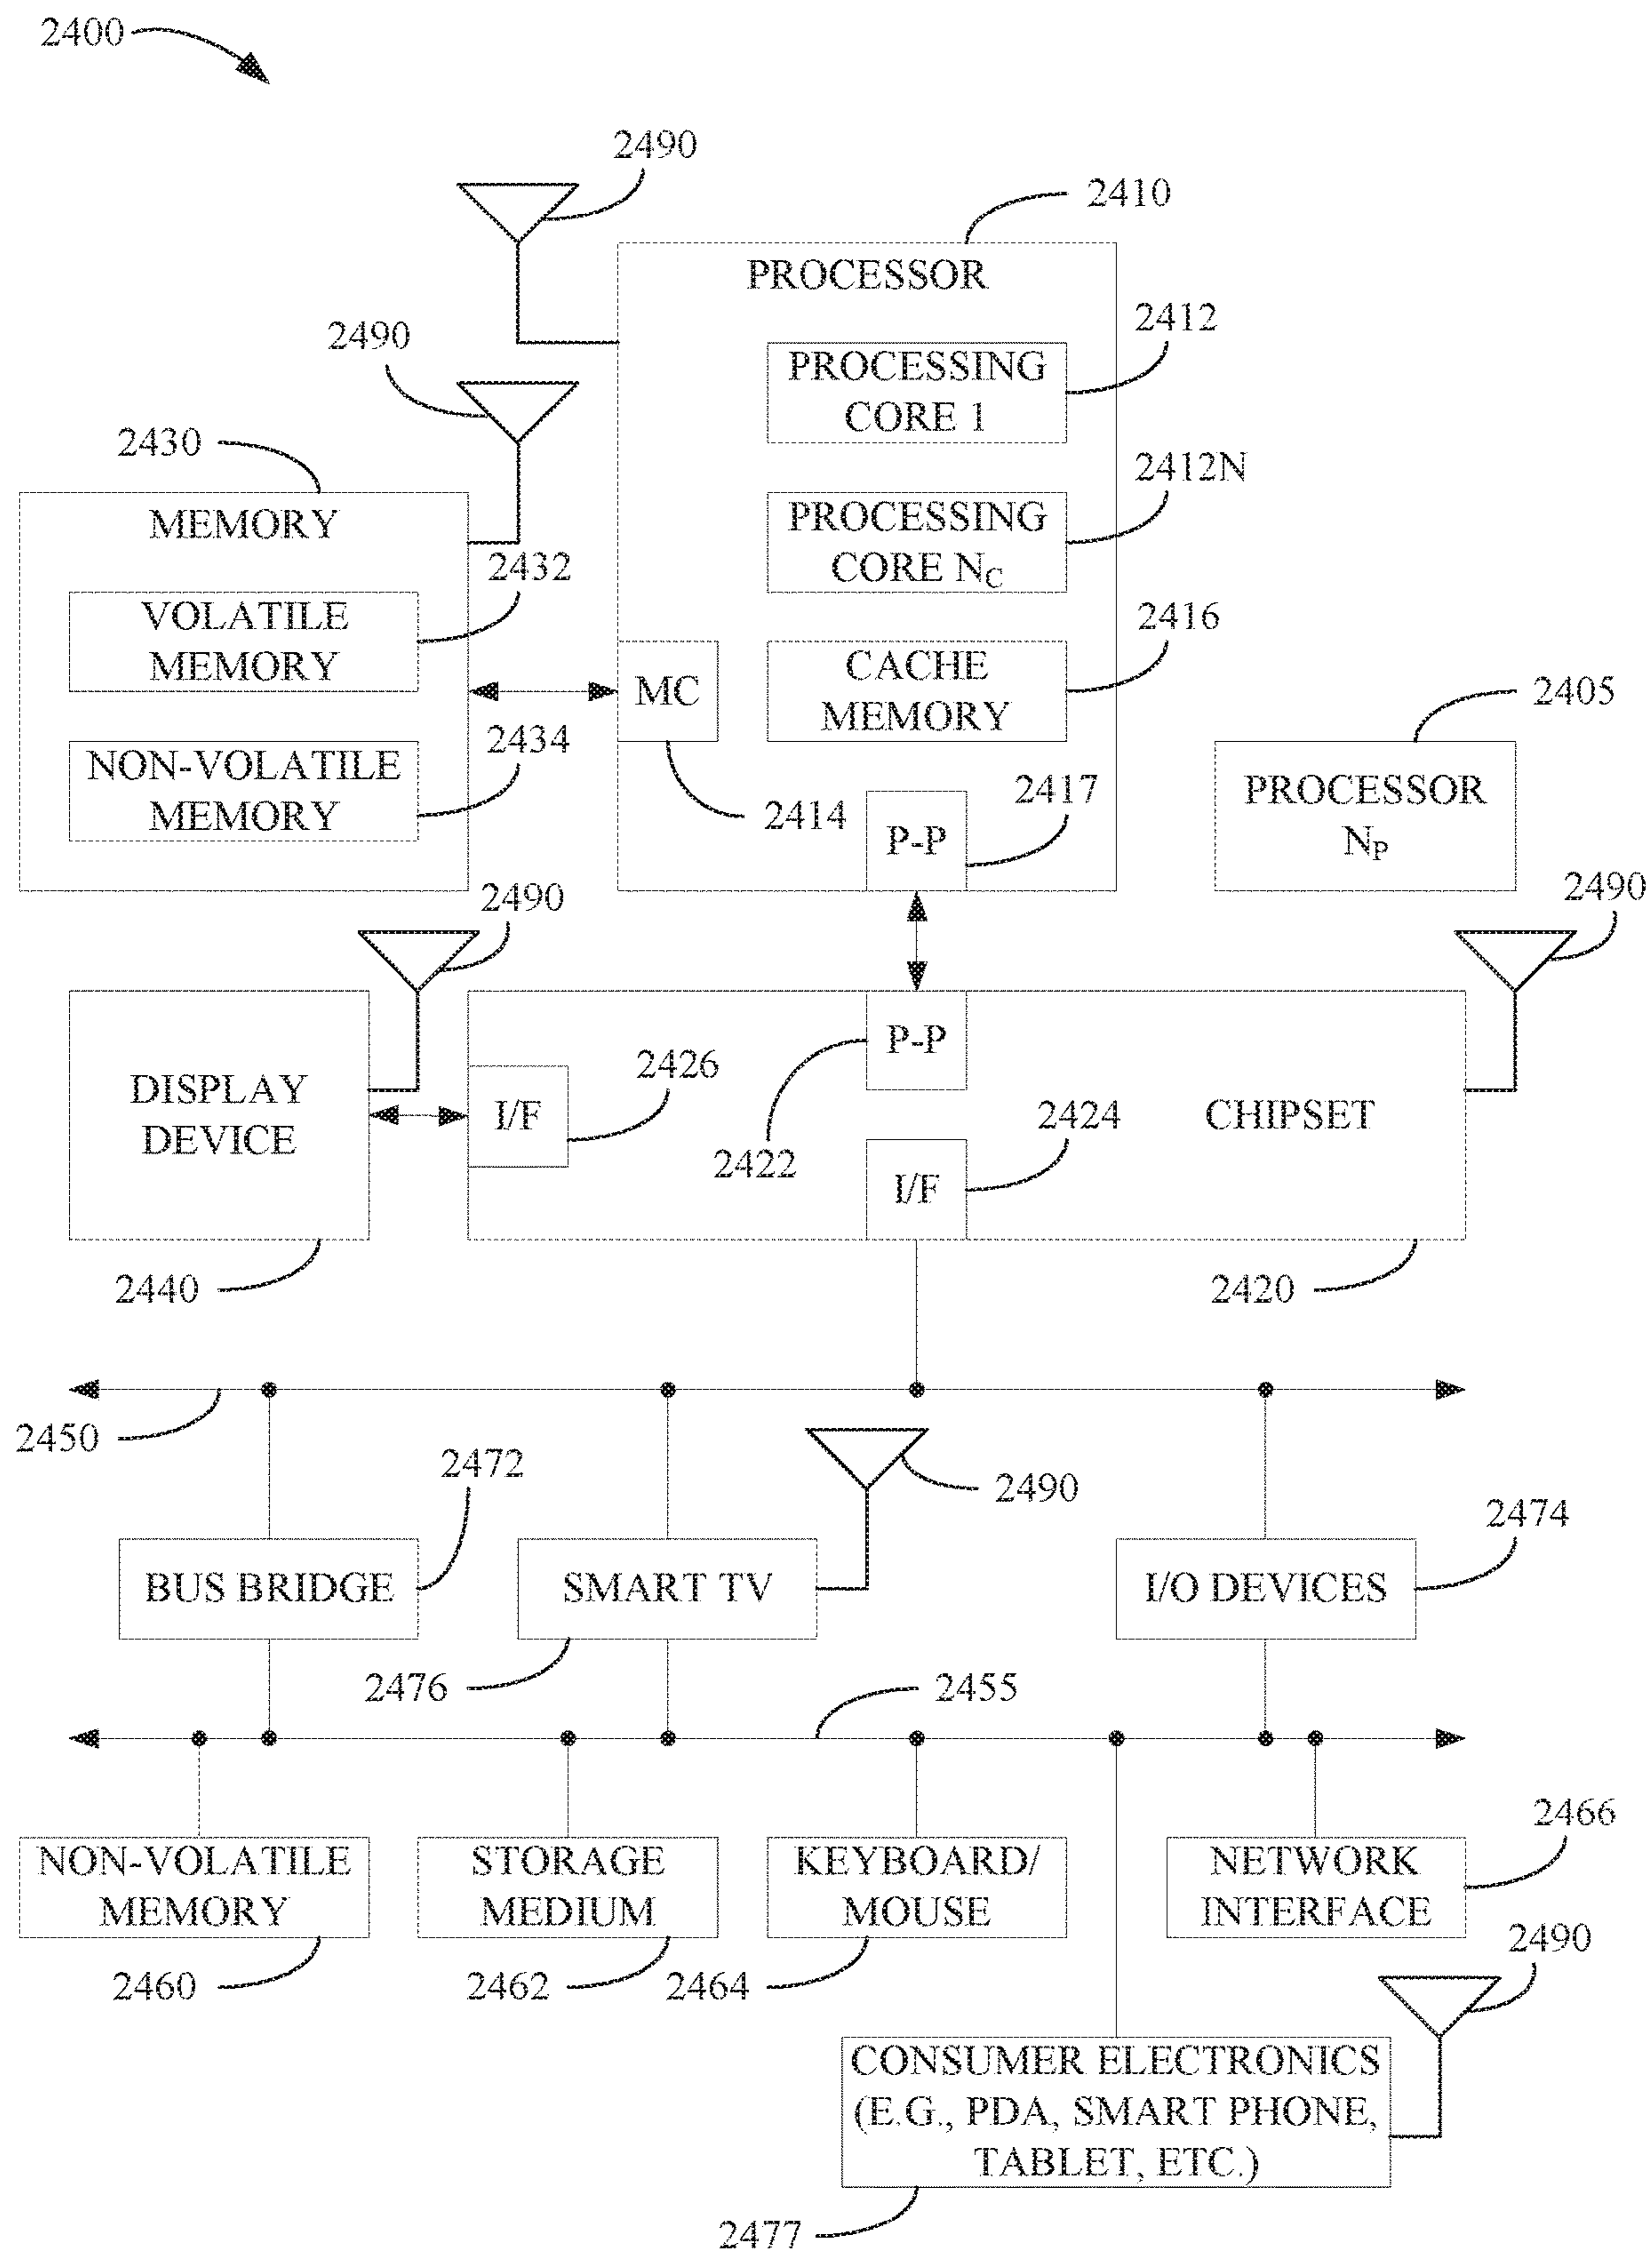 2400
2490
2410
PROCESSOR
2412
2490
PROCESSING
CORE 1
2430
2412N
MEMORY
PROCESSING
CORE NC
2432
VOLATILE
MEMORY
2416
MC
CACHE
MEMORY
2405
2434
NON-VOLATILE
MEMORY
2414
2417
P-P
PROCESSOR
NP
2490
2490
P-P
DISPLAY
DEVICE
2426
I/F
CHIPSET
2424
2422
I/F
2440
2420
2450
2472
2490
2474
BUS BRIDGE
SMART TV
I/O DEVICES
2476
2455
2466
NON-VOLATILE
MEMORY
STORAGE
MEDIUM
KEYBOARD/
MOUSE
NETWORK
INTERFACE
2490
2460
2462
2464
CONSUMER ELECTRONICS
(E.G., PDA, SMART PHONE,
TABLET, ETC.)
2477